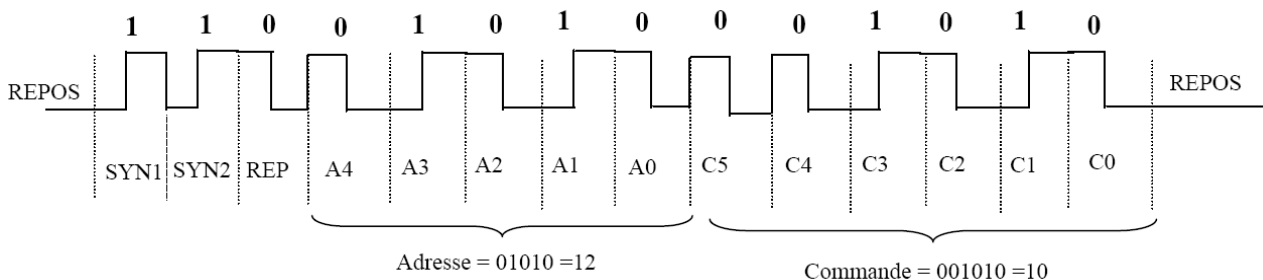 1 1 0 0 1 0 1 0 0 0 1 0 1 0
REPOS REPOS
SYN1 SYN2 REP A4 A3 A2 A1 A0 C5 C4 C3 C2 C1 C0
Adresse = 01010 =12 Commande = 001010 =10